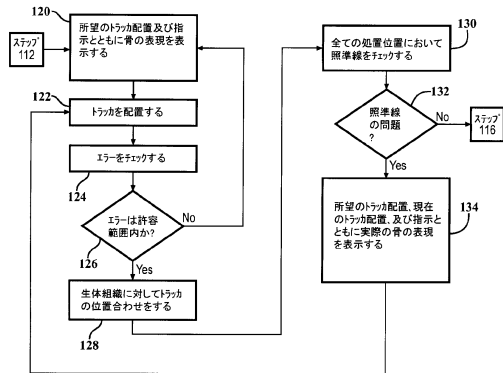 120
所望のトラッカ配置及び指
示とともに骨の表現を表
示する
ステップ
112
122
トラッカを配置する
エラーをチェックする
124
エラーは許容
範囲内か?
126
No
Yes
生体組織に対してトラッカ
の位置合わせをする
128
全ての処置位置において
照準線をチェックする
130
132
照準線
の問題
?
No
ステップ
116
Yes
所望のトラッカ配置、現在
のトラッカ配置、及び指示と
ともに実際の骨の表現
を表示する
134